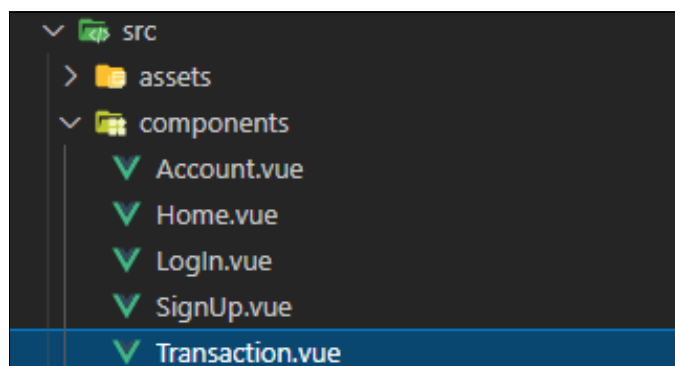 src
assets
components
Account.vue
Home.vue
LogIn.vue
SignUp.vue
Transaction.vue